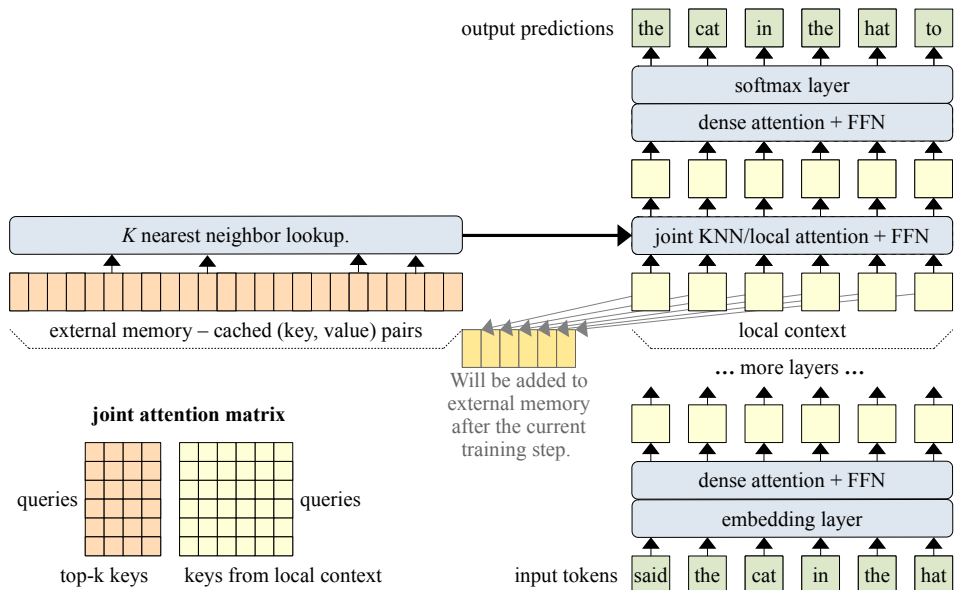 output predictions
the cat in the hat to
softmax layer
dense attention + FFN
K nearest neighbor lookup.
joint KNN/local attention + FFN
external memory – cached (key, value) pairs
local context
Will be added to
external memory
after the current
training step.
... more layers ...
joint attention matrix
queries
queries
top-k keys
keys from local context
dense attention + FFN
embedding layer
input tokens
said the cat in the hat